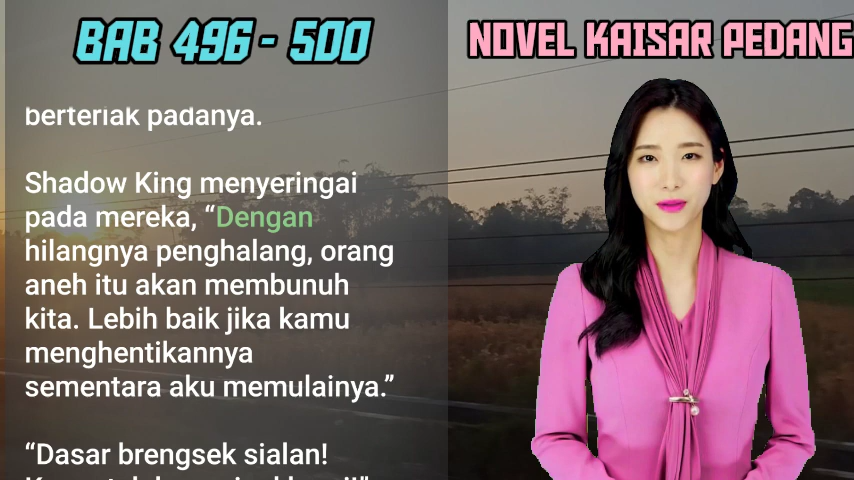 BAB 496 - 500
NOVEL KAISAR PEDANG
berteriak padanya.
Shadow King menyeringai
pada mereka, “Dengan
hilangnya penghalang, orang
aneh itu akan membunuh
kita. Lebih baik jika kamu
menghentikannya
sementara aku memulainya.”
“Dasar brengsek sialan!